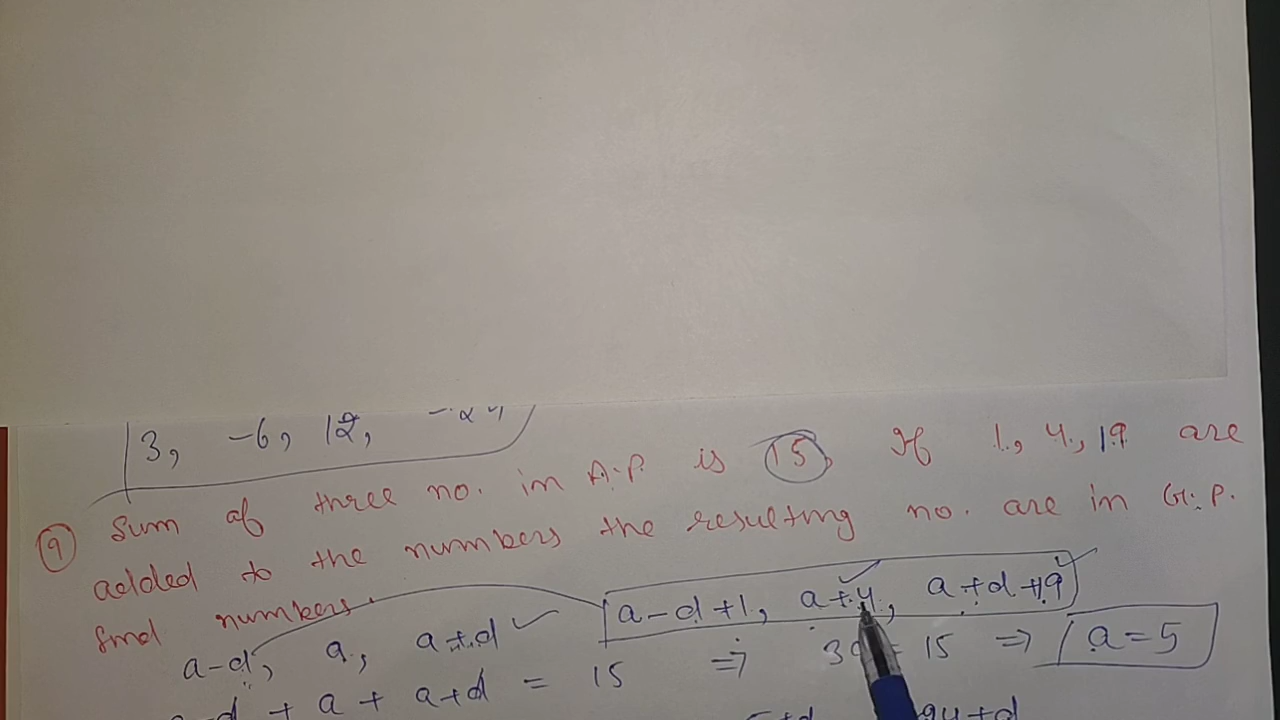 3, -6, 12, -24
(9) Sum of three no. in A.P. is 15, If 1, 4, 19 are
added to the numbers the resulting no. are in G.P.
find numbers.
a-d, a, a+d ✓ a-d+1, a+4, a+d+19
a-d + a + a+d = 15 ⇒ 3a = 15 ⇒ a=5